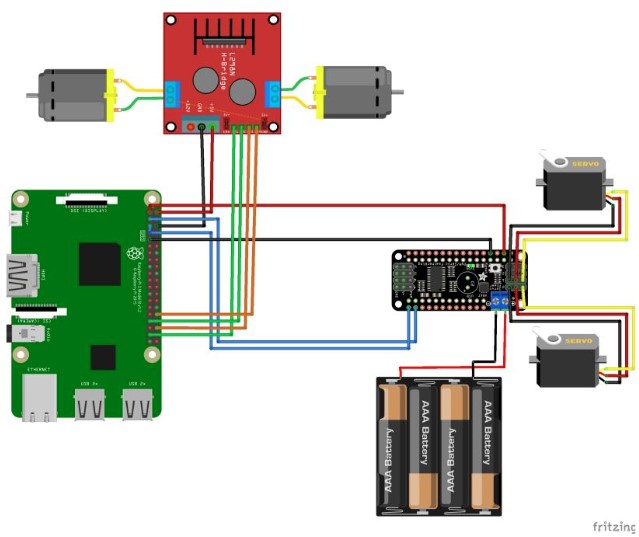 L298N
H-Bridge
+12V
GND
+5V
SERVO
DSI (DISPLAY)
Power
HDMI
CSI (CAMERA)
Audio
ETHERNET
USB 2x
USB 2x
SERVO
AAA Battery
AAA Battery
AAA Battery
AAA Battery
fritzing